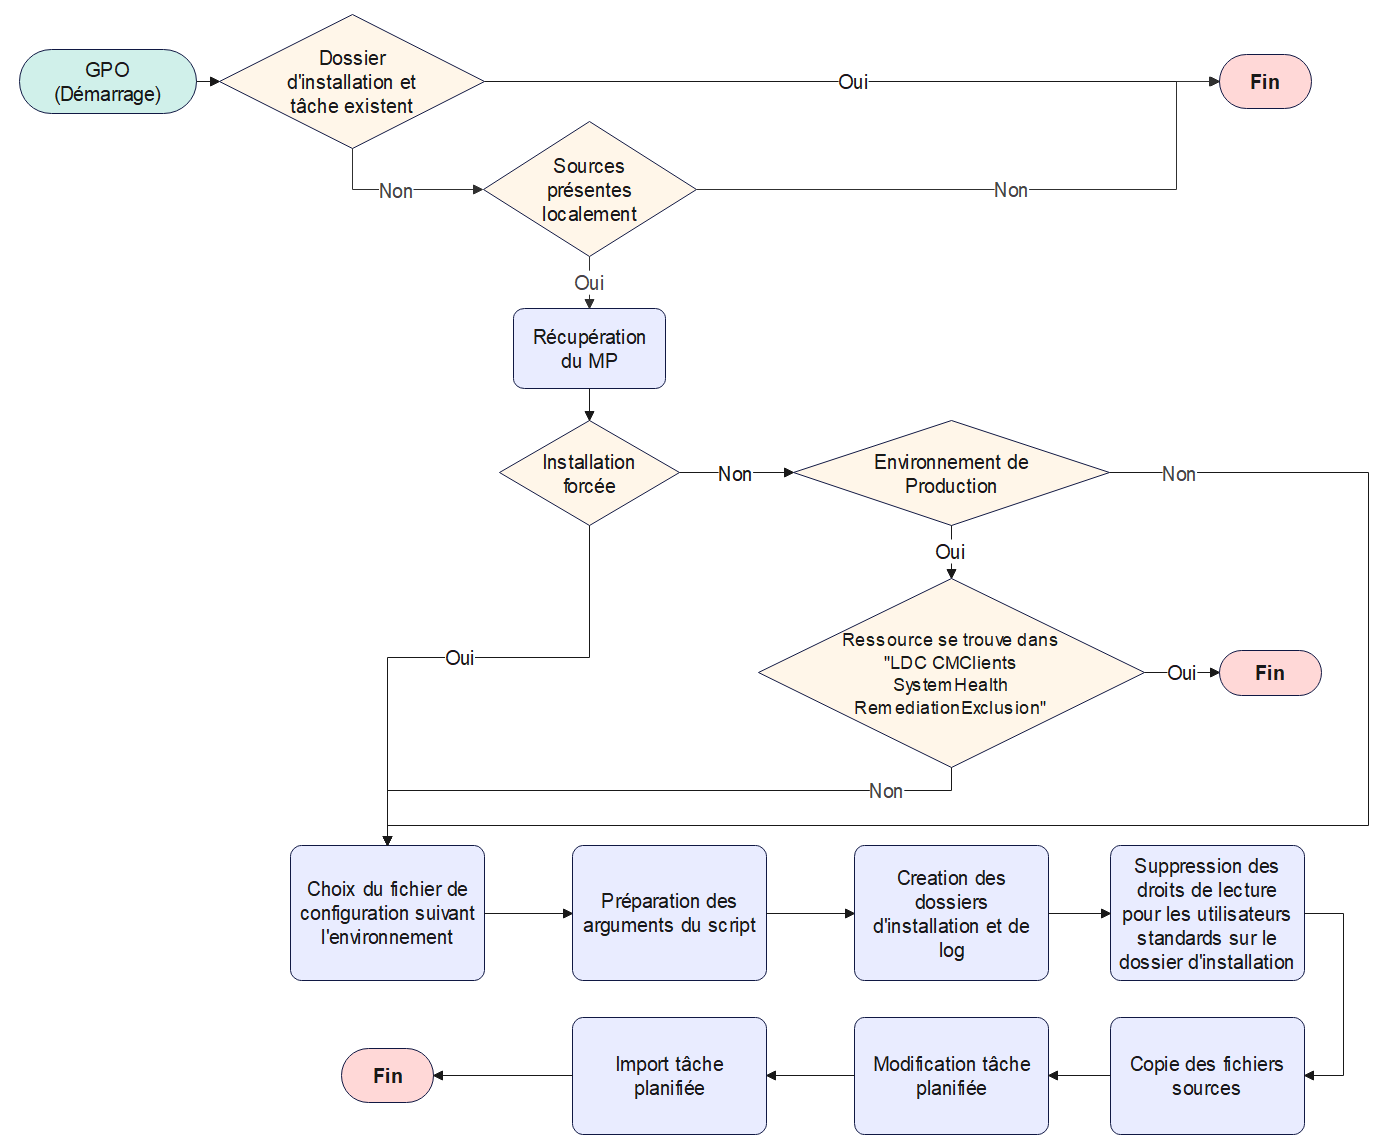 GPO
(Démarrage)
Dossier
d'installation et
tâche existent
Oui
Fin
Non
Sources
présentes
localement
Non
Oui
Récupération
du MP
Installation
forcée
Non
Environnement de
Production
Non
Oui
Oui
Ressource se trouve dans
"LDC CMClients
SystemHealth
RemediationExclusion"
Oui
Fin
Non
Choix du fichier de
configuration suivant
l'environnement
Préparation des
arguments du script
Creation des
dossiers
d'installation et de
log
Suppression des
droits de lecture
pour les utilisateurs
standards sur le
dossier d'installation
Fin
Import tâche
planifiée
Modification tâche
planifiée
Copie des fichiers
sources